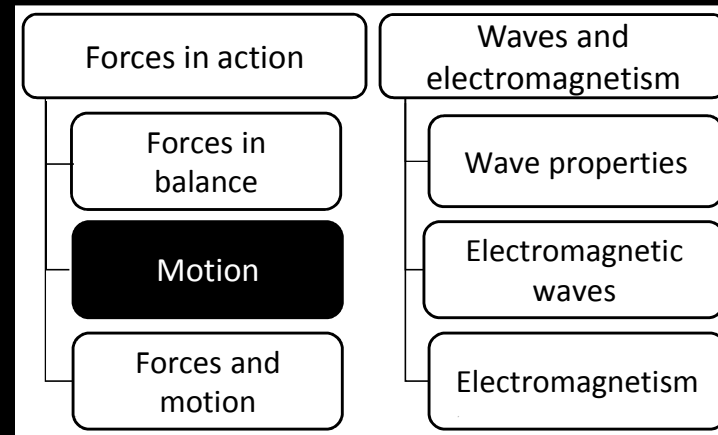 Forces in action
Forces in
balance
Motion
Forces and
motion
Waves and
electromagnetism
Wave properties
Electromagnetic
waves
Electromagnetism